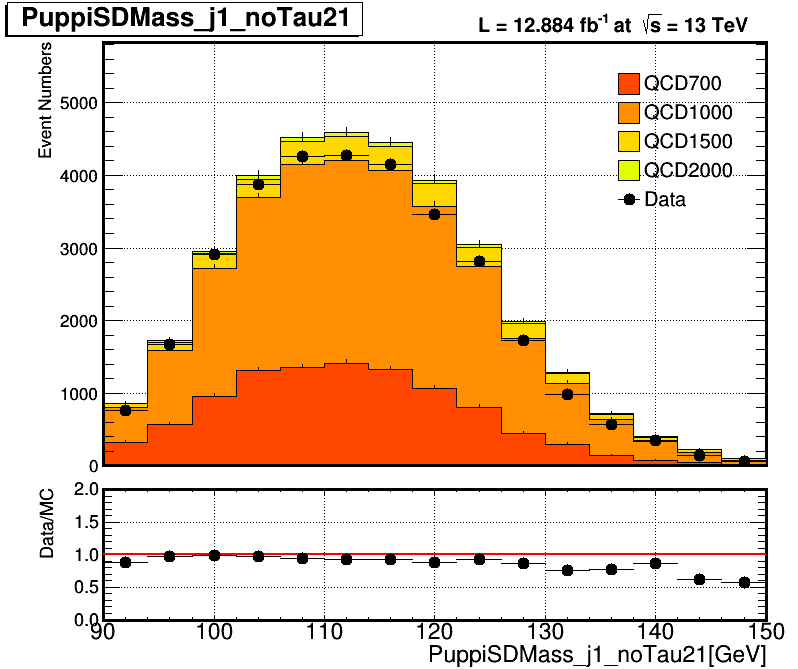 PuppiSDMass_j1_noTau21
L = 12.884 fb⁻¹ at √s = 13 TeV
Event Numbers
5000
4000
3000
2000
1000
0
QCD700
QCD1000
QCD1500
QCD2000
Data
Data/MC
2.0
1.5
1.0
0.5
0.0
90 100 110 120 130 140 150
PuppiSDMass_j1_noTau21[GeV]